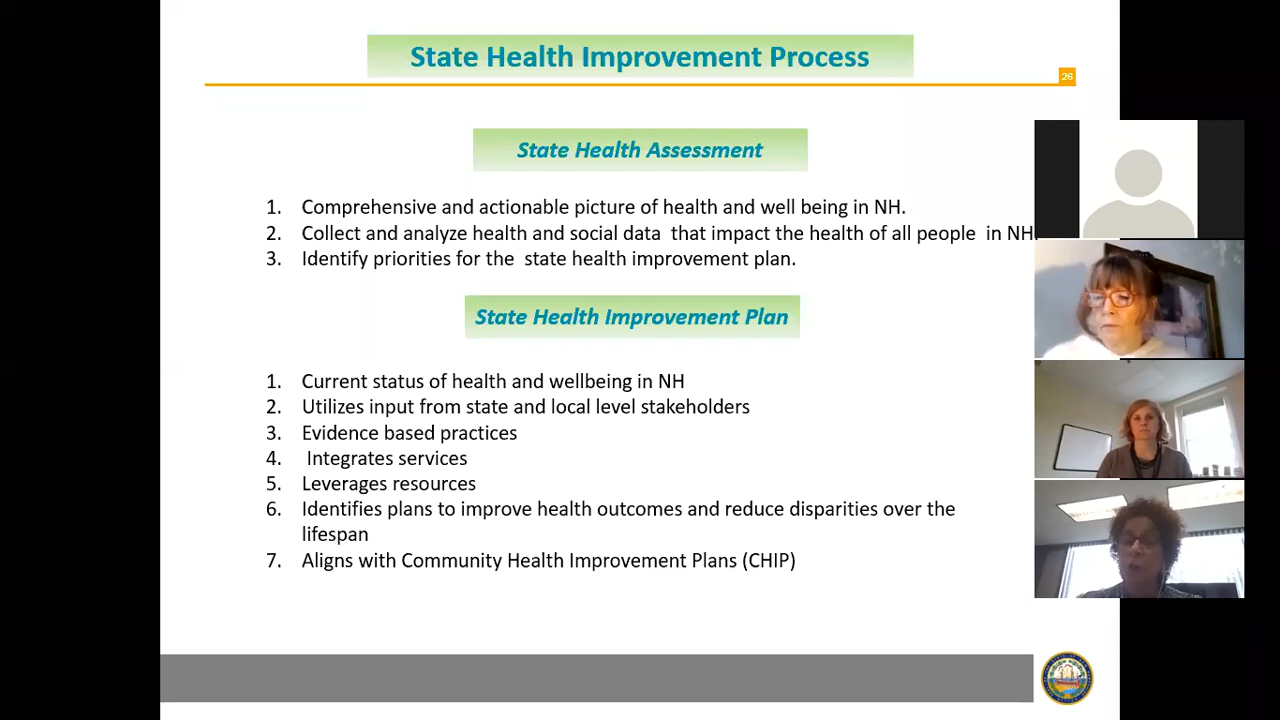 State Health Improvement Process
26
State Health Assessment
1. Comprehensive and actionable picture of health and well being in NH.
2. Collect and analyze health and social data that impact the health of all people in NH.
3. Identify priorities for the state health improvement plan.
State Health Improvement Plan
1. Current status of health and wellbeing in NH
2. Utilizes input from state and local level stakeholders
3. Evidence based practices
4. Integrates services
5. Leverages resources
6. Identifies plans to improve health outcomes and reduce disparities over the
lifespan
7. Aligns with Community Health Improvement Plans (CHIP)